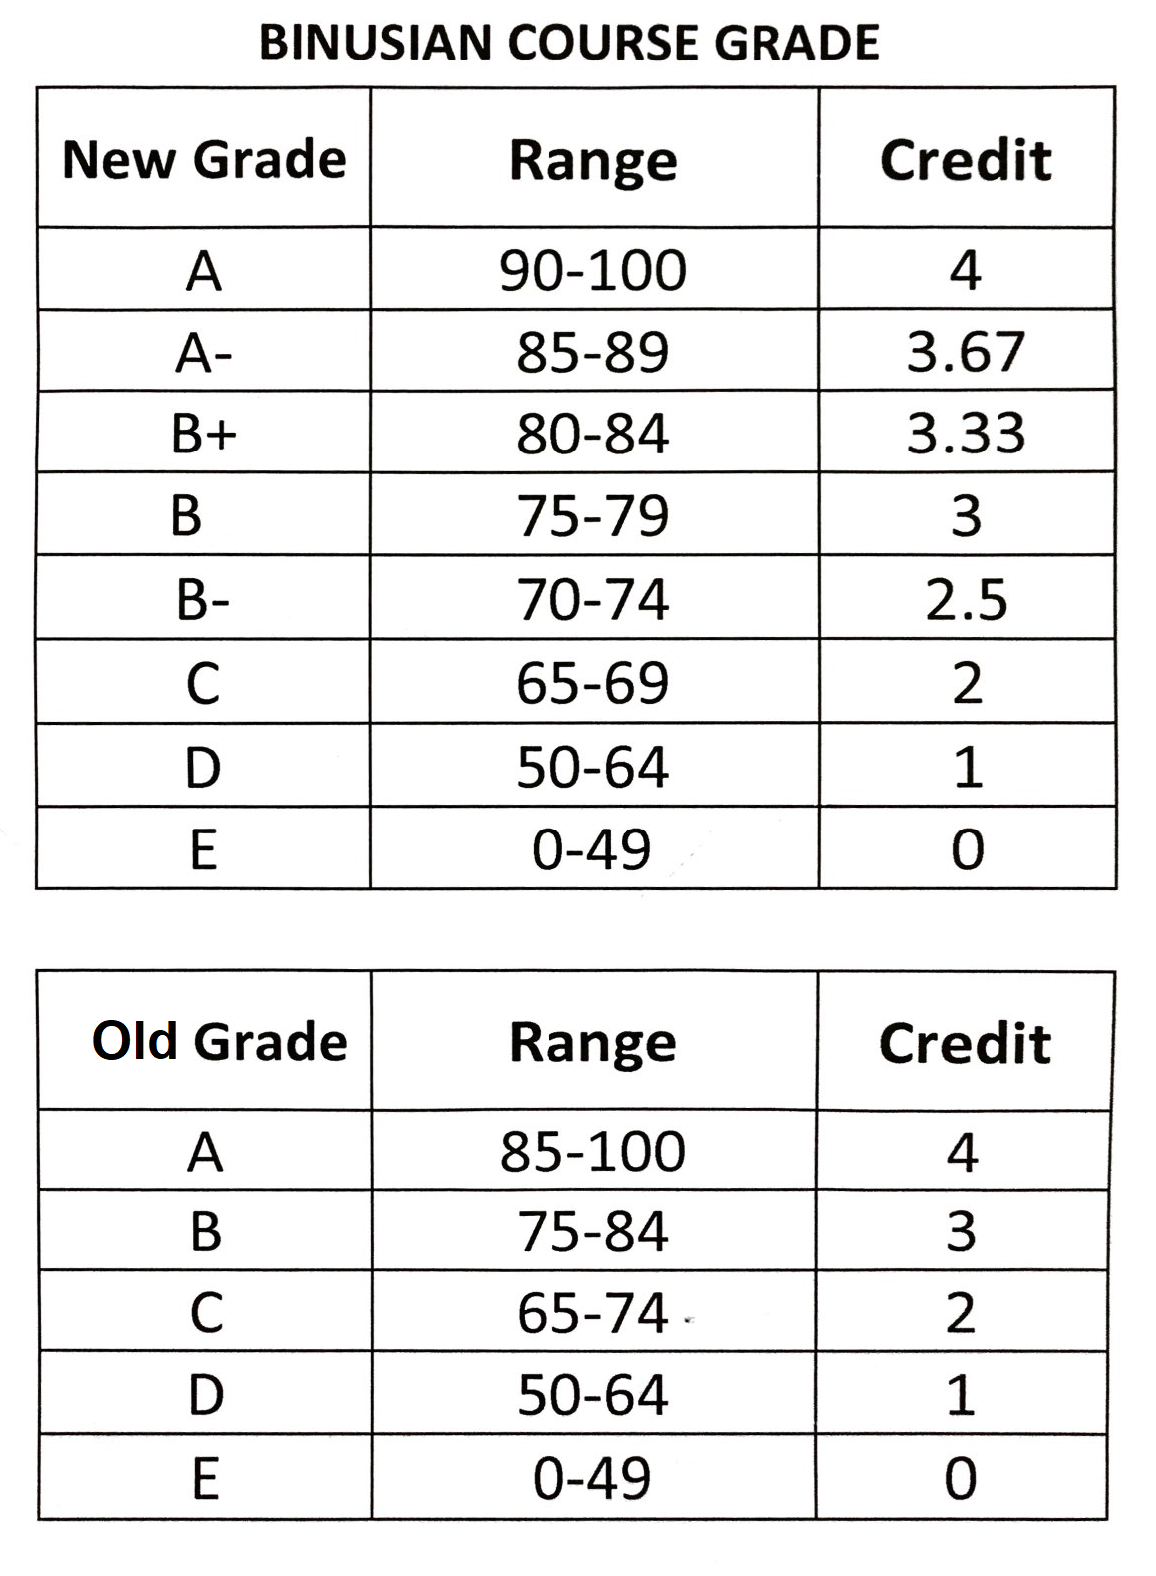 BINUSIAN COURSE GRADE
New Grade Range Credit
A 90-100 4
A- 85-89 3.67
B+ 80-84 3.33
B 75-79 3
B- 70-74 2.5
C 65-69 2
D 50-64 1
E 0-49 0
Old Grade Range Credit
A 85-100 4
B 75-84 3
C 65-74 2
D 50-64 1
E 0-49 0